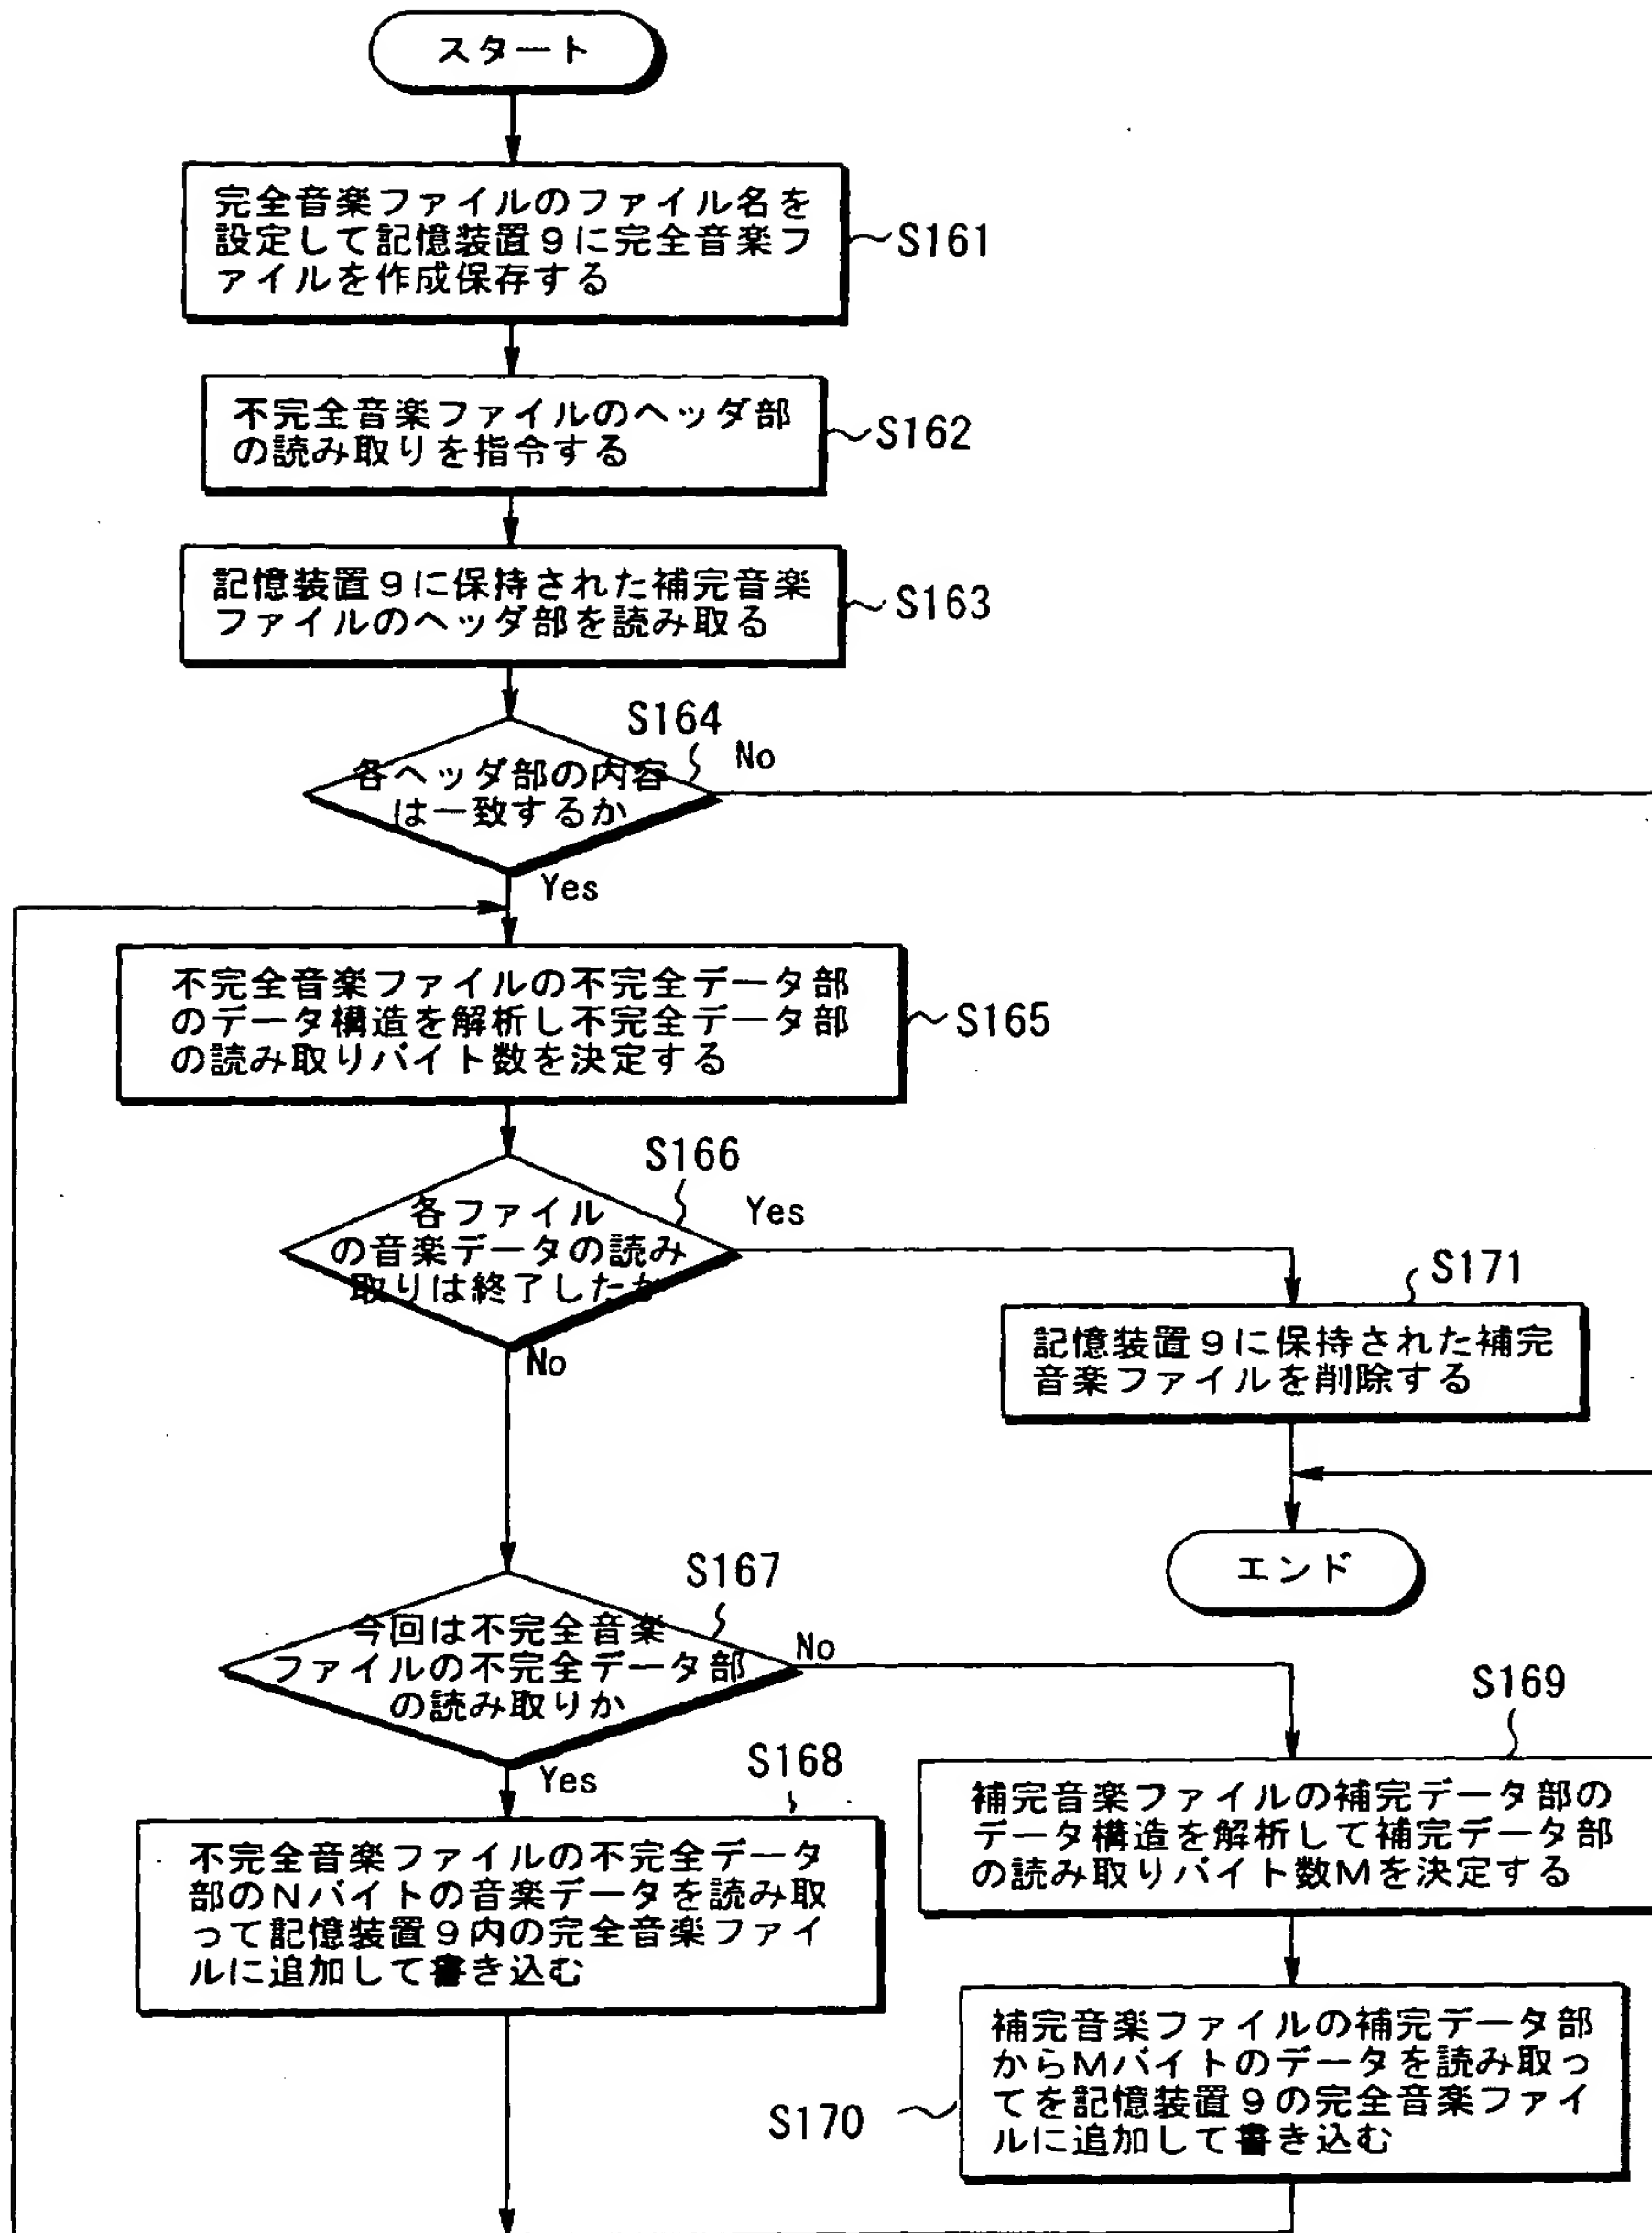 スタート
完全音楽ファイルのファイル名を
設定して記憶装置9に完全音楽フ
ァイルを作成保存する
S161
不完全音楽ファイルのヘッダ部
の読み取りを指令する
S162
記憶装置9に保持された補完音楽
ファイルのヘッダ部を読み取る
S163
S164
各ヘッダ部の内容
は一致するか
No
Yes
不完全音楽ファイルの不完全データ部
のデータ構造を解析し不完全データ部
の読み取りバイト数を決定する
S165
S166
各ファイル
の音楽データの読み
取りは終了したか
Yes
No
S171
記憶装置9に保持された補完
音楽ファイルを削除する
エンド
S167
今回は不完全音楽
ファイルの不完全データ部
の読み取りか
No
Yes
S168
不完全音楽ファイルの不完全データ
部のNバイトの音楽データを読み取
って記憶装置9内の完全音楽ファイ
ルに追加して書き込む
S169
補完音楽ファイルの補完データ部の
データ構造を解析して補完データ部
の読み取りバイト数Mを決定する
補完音楽ファイルの補完データ部
からMバイトのデータを読み取っ
てを記憶装置9の完全音楽ファイ
ルに追加して書き込む
S170